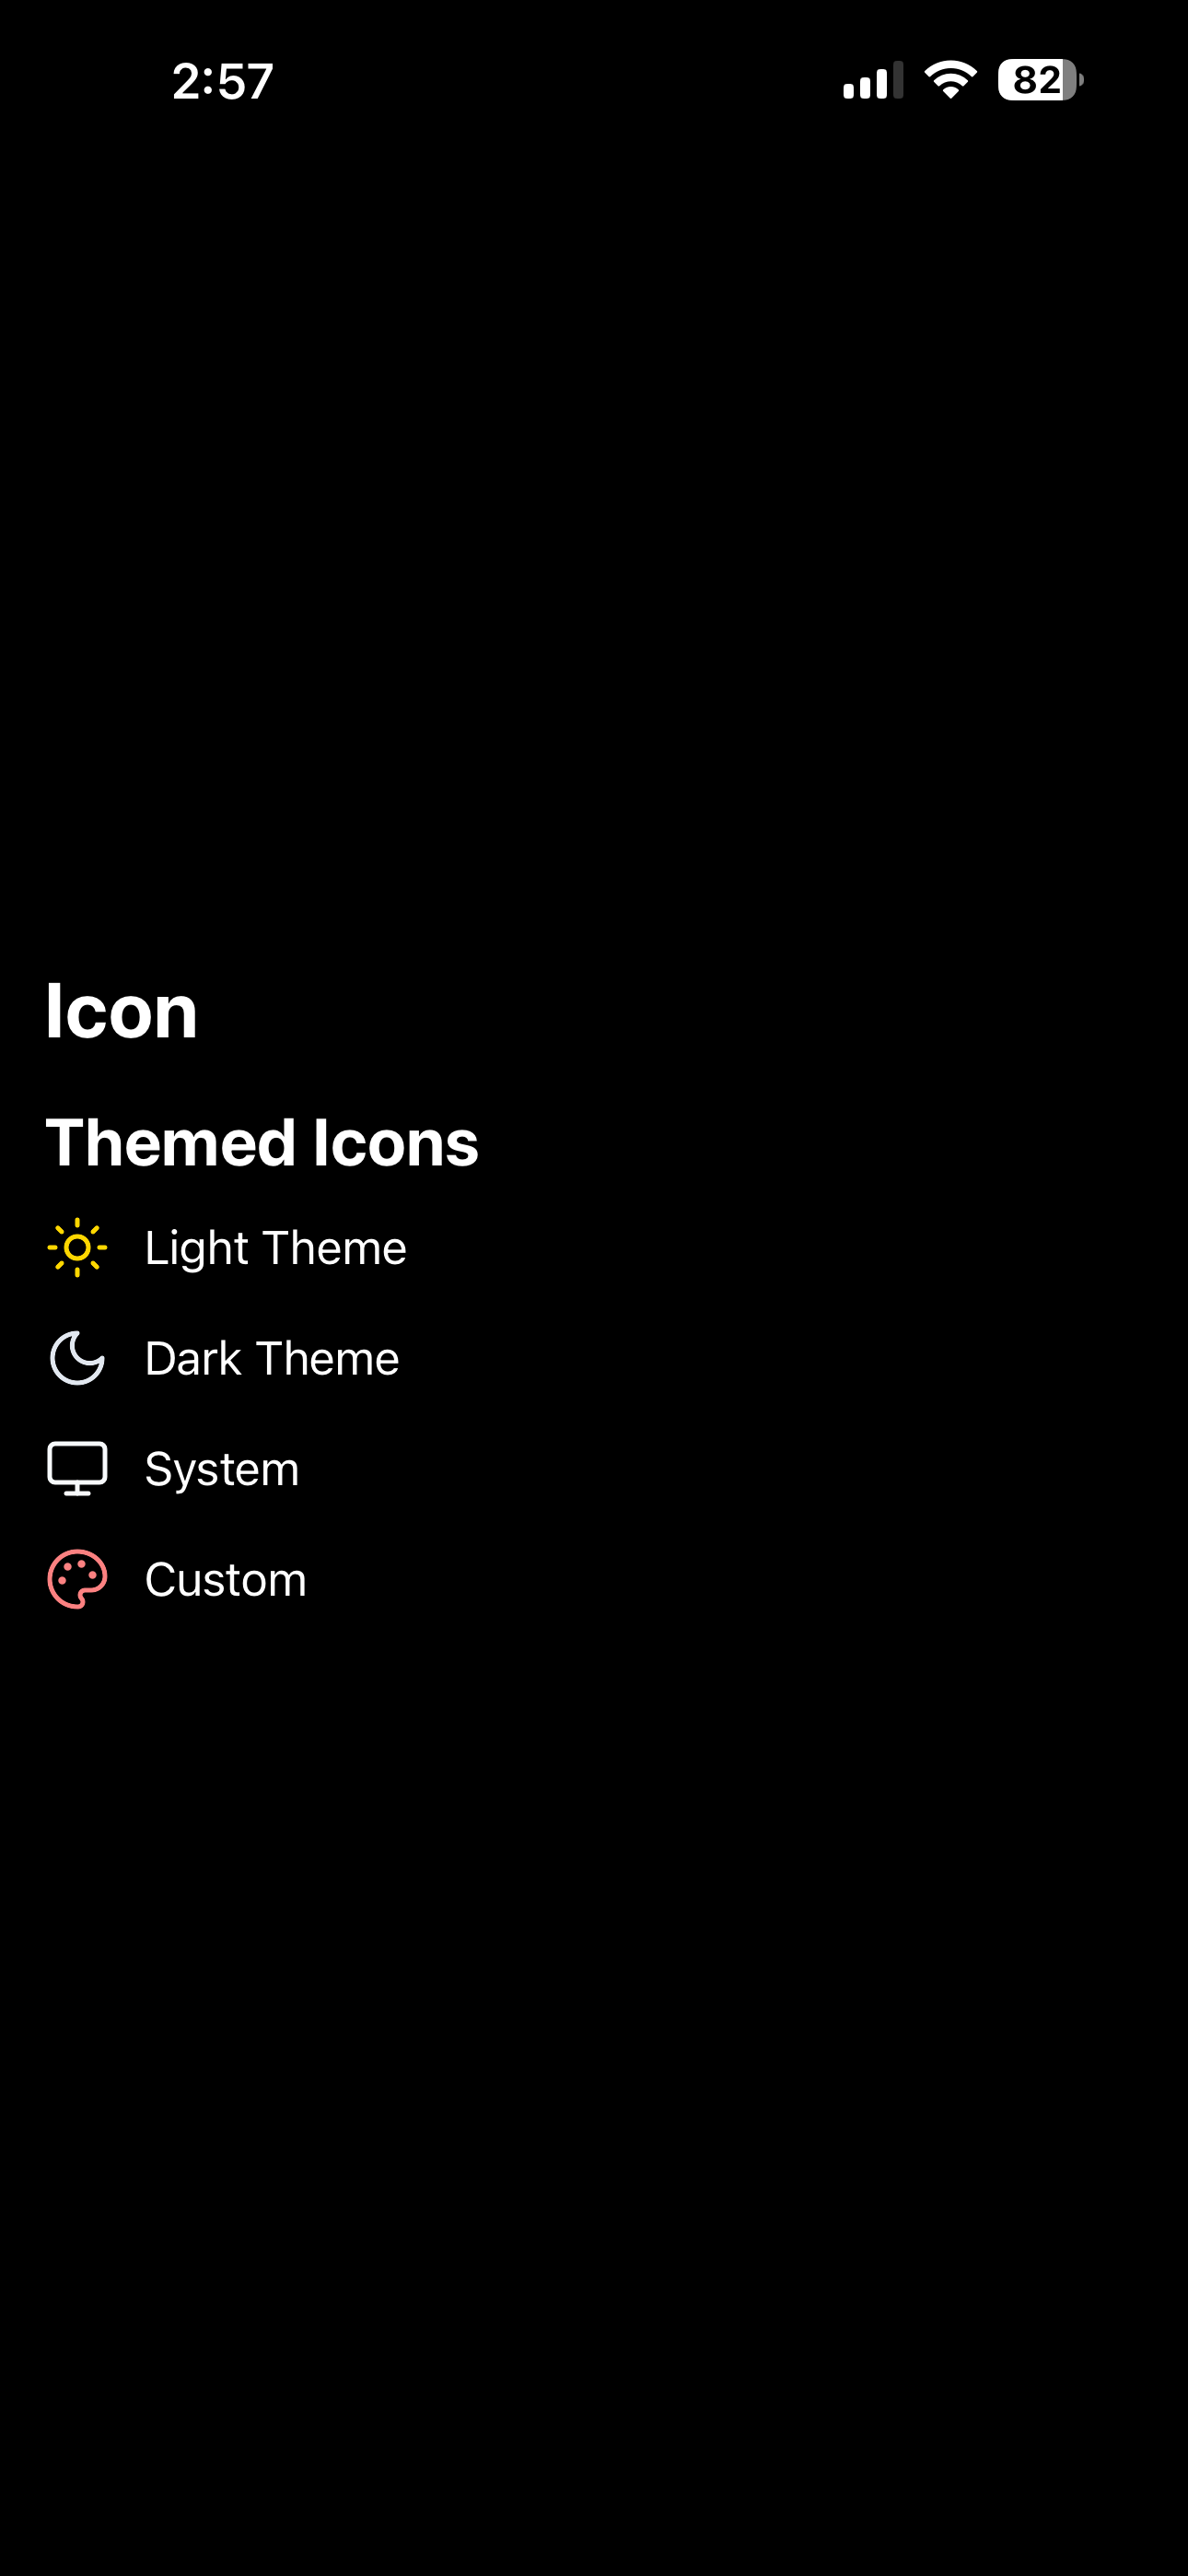 2:57
82
Icon
Themed Icons
Light Theme
Dark Theme
System
Custom